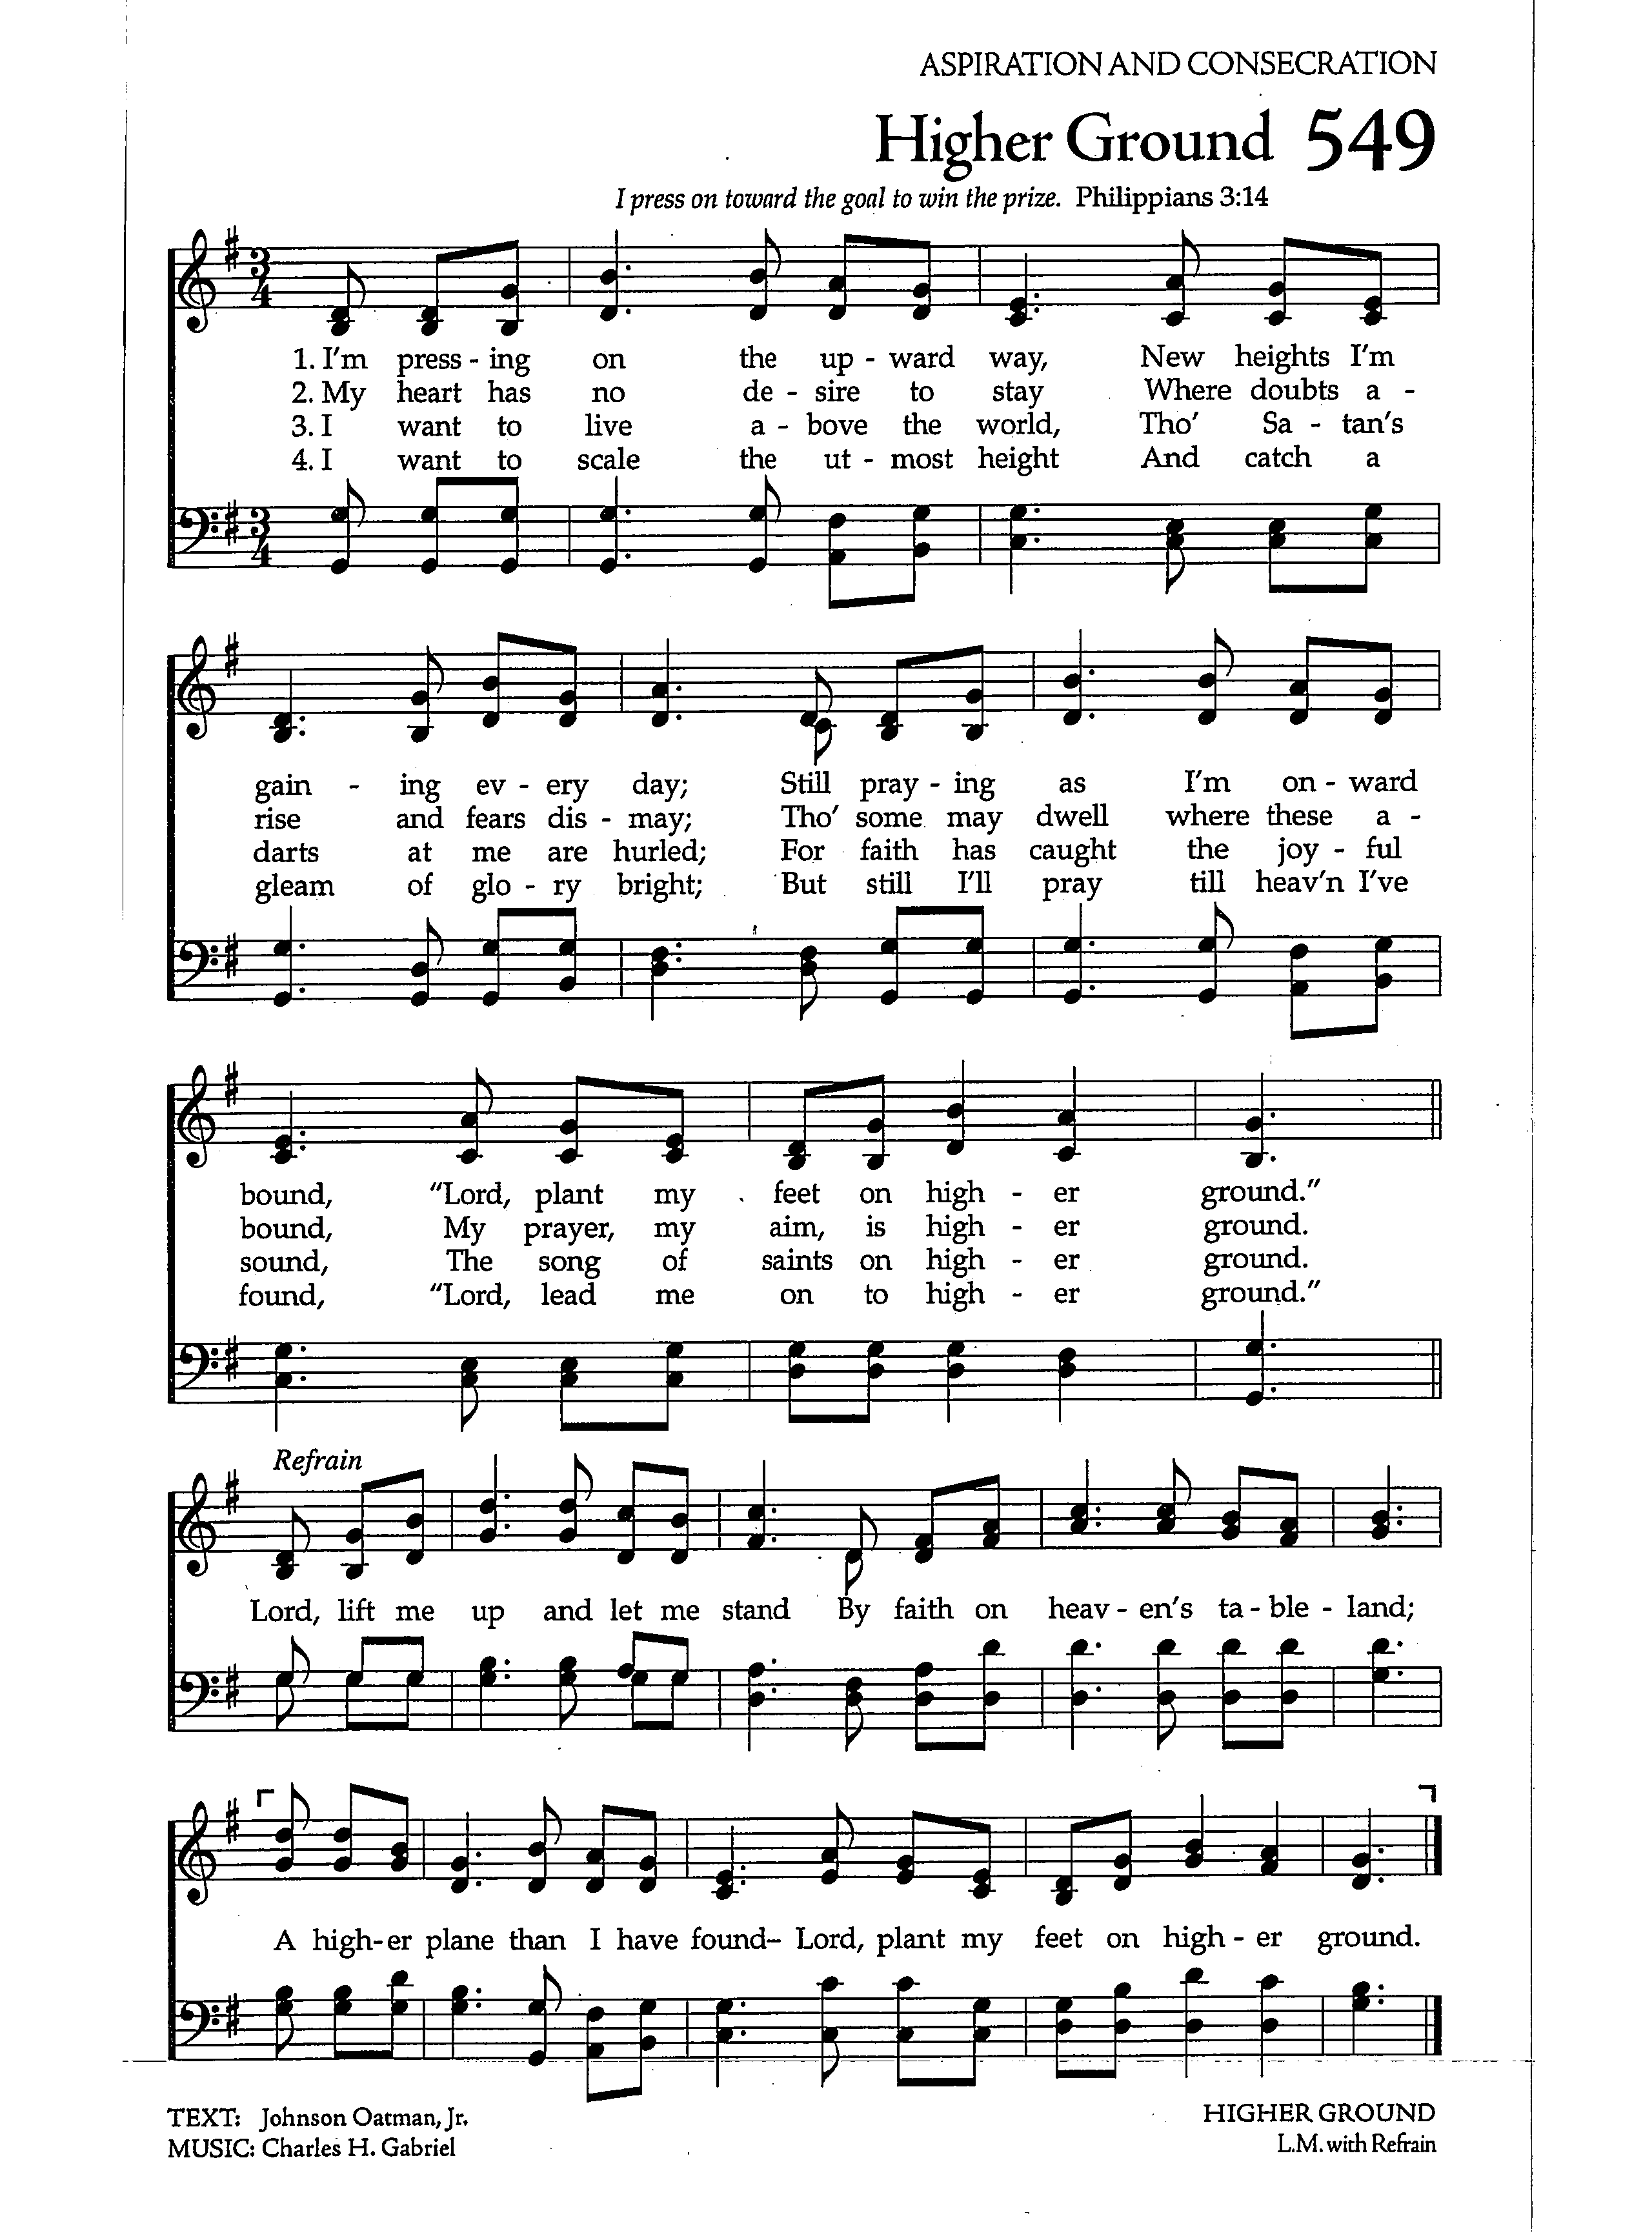 ASPIRATION AND CONSECRATION
Higher Ground 549
I press on toward the goal to win the prize. Philippians 3:14
3
4
1. I'm press - ing on the up - ward way, New heights I'm
2. My heart has no de - sire to stay Where doubts a -
3. I want to live a - bove the world, Tho' Sa - tan's
4. I want to scale the ut - most height And catch a
3
4
gain - ing ev - ery day; Still pray - ing as I'm on - ward
rise and fears dis - may; Tho' some may dwell where these a -
darts at me are hurled; For faith has caught the joy - ful
gleam of glo - ry bright; But still I'll pray till heav'n I've
bound, “Lord, plant my feet on high - er ground.”
bound, My prayer, my aim, is high - er ground.
sound, The song of saints on high - er ground.
found, “Lord, lead me on to high - er ground.”
Refrain
Lord, lift me up and let me stand By faith on heav - en's ta - ble - land;
A high- er plane than I have found– Lord, plant my feet on high - er ground.
TEXT: Johnson Oatman, Jr.
MUSIC: Charles H. Gabriel
HIGHER GROUND
L.M. with Refrain